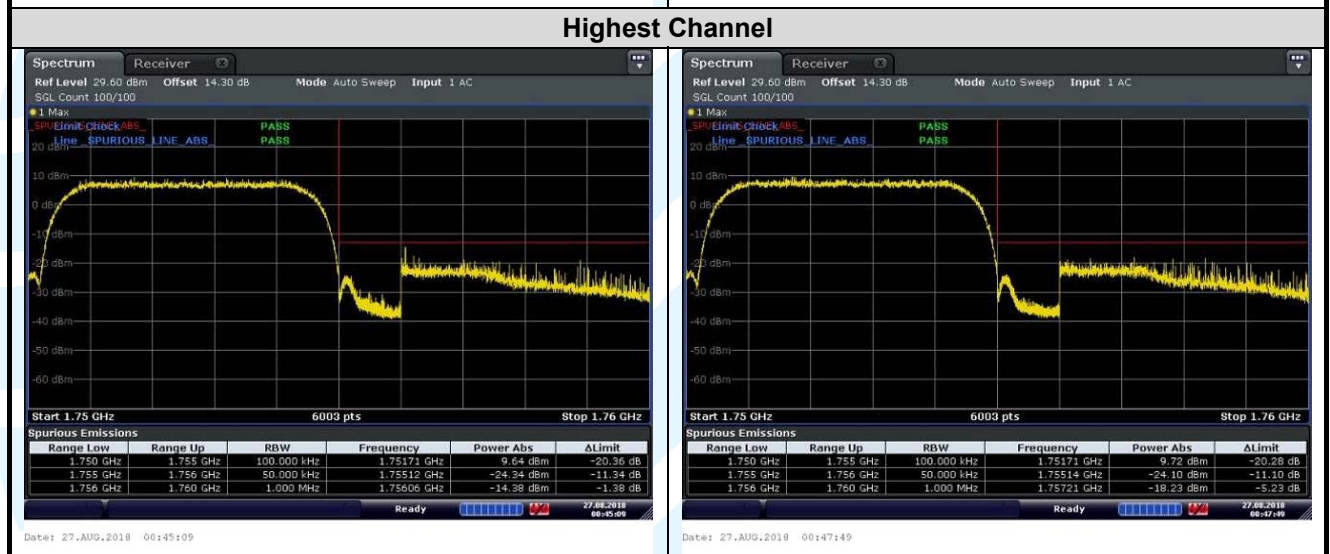 Highest Channel
Spectrum Receiver
Ref Level 29.60 dBm Offset 14.30 dB Mode Auto Sweep Input 1 AC
SGL Count 100/100
1 Max
Limit Check PASS
Line _SPURIOUS_LINE_ABS_ PASS
20 dBm
10 dBm
0 dBm
-10 dBm
-20 dBm
-30 dBm
-40 dBm
-50 dBm
-60 dBm
Start 1.75 GHz 6003 pts Stop 1.76 GHz
Spurious Emissions
Range Low Range Up RBW Frequency Power Abs ΔLimit
1.750 GHz 1.755 GHz 100.000 kHz 1.75171 GHz 9.64 dBm -20.36 dB
1.755 GHz 1.756 GHz 50.000 kHz 1.75512 GHz -24.34 dBm -11.34 dB
1.756 GHz 1.760 GHz 1.000 MHz 1.75606 GHz -14.38 dBm -1.38 dB
Ready 27.08.2018
00:45:09
Date: 27.AUG.2018 00:45:09
Spectrum Receiver
Ref Level 29.60 dBm Offset 14.30 dB Mode Auto Sweep Input 1 AC
SGL Count 100/100
1 Max
Limit Check PASS
Line _SPURIOUS_LINE_ABS_ PASS
20 dBm
10 dBm
0 dBm
-10 dBm
-20 dBm
-30 dBm
-40 dBm
-50 dBm
-60 dBm
Start 1.75 GHz 6003 pts Stop 1.76 GHz
Spurious Emissions
Range Low Range Up RBW Frequency Power Abs ΔLimit
1.750 GHz 1.755 GHz 100.000 kHz 1.75171 GHz 9.72 dBm -20.28 dB
1.755 GHz 1.756 GHz 50.000 kHz 1.75514 GHz -24.10 dBm -11.10 dB
1.756 GHz 1.760 GHz 1.000 MHz 1.75721 GHz -18.23 dBm -5.23 dB
Ready 27.08.2018
00:47:49
Date: 27.AUG.2018 00:47:49